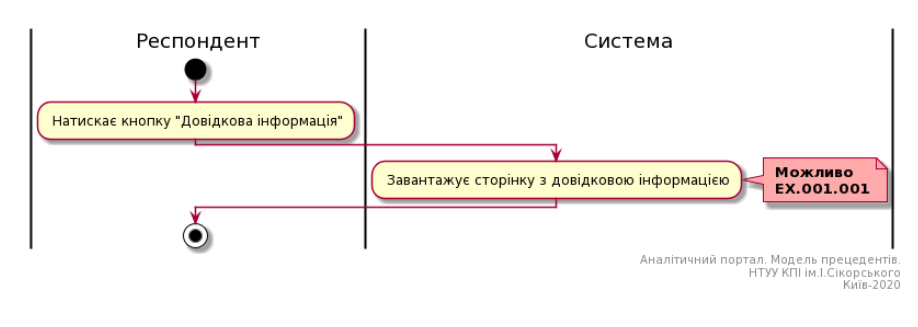 Респондент
Система
Натискає кнопку "Довідкова інформація"
Завантажує сторінку з довідковою інформацією
Можливо
EX.001.001
Аналітичний портал. Модель прецедентів.
НТУУ КПІ ім.І.Сікорського
Київ-2020